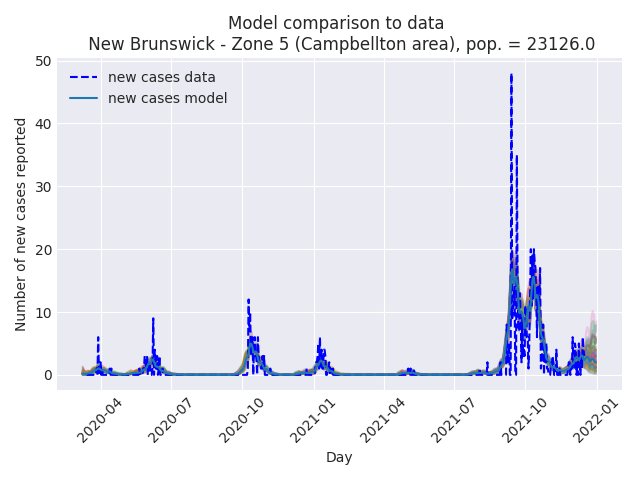 Model comparison to data
New Brunswick - Zone 5 (Campbellton area), pop. = 23126.0
new cases data
new cases model
Number of new cases reported
50
40
30
20
10
0
2020-04
2020-07
2020-10
2021-01
2021-04
2021-07
2021-10
2022-01
Day